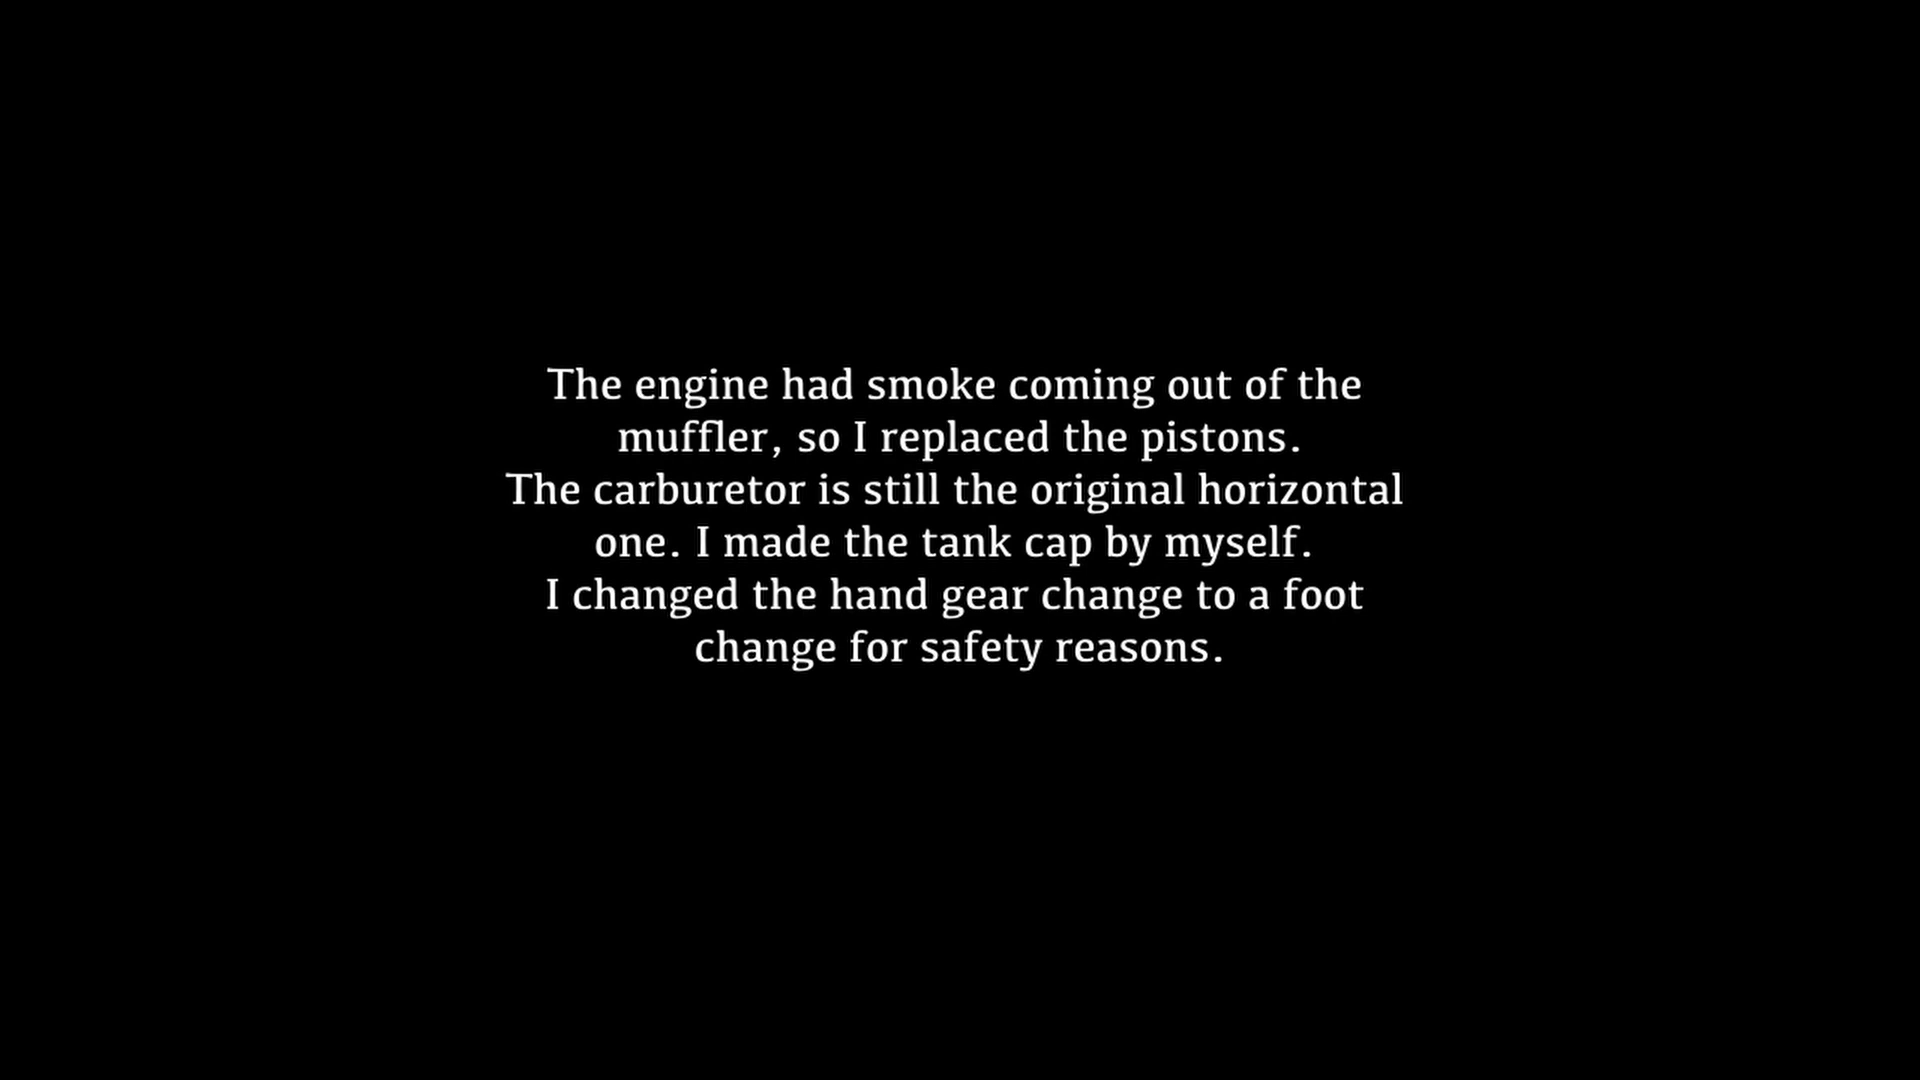 The engine had smoke coming out of the
muffler, so I replaced the pistons.
The carburetor is still the original horizontal
one. I made the tank cap by myself.
I changed the hand gear change to a foot
change for safety reasons.